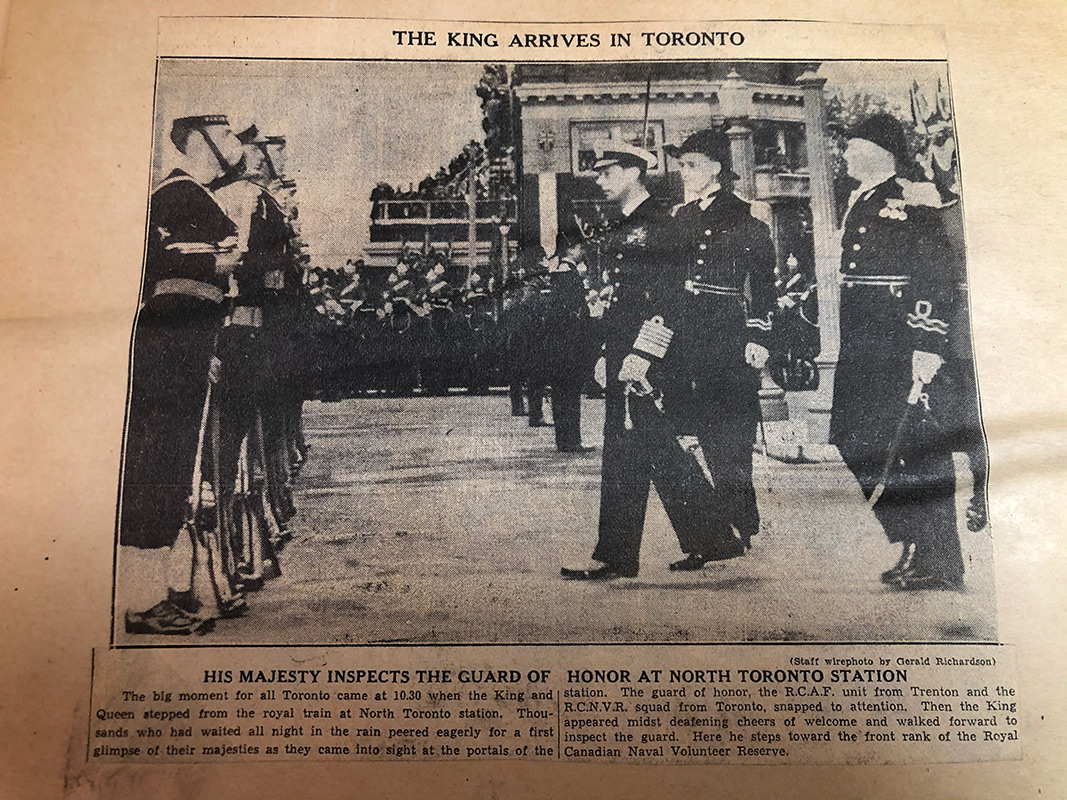 THE KING ARRIVES IN TORONTO
(Staff wirephoto by Gerald Richardson)
HIS MAJESTY INSPECTS THE GUARD OF HONOR AT NORTH TORONTO STATION
The big moment for all Toronto came at 10.30 when the King and
Queen stepped from the royal train at North Toronto station. Thou-
sands who had waited all night in the rain peered eagerly for a first
glimpse of their majesties as they came into sight at the portals of the
station. The guard of honor, the R.C.A.F. unit from Trenton and the
R.C.N.V.R. squad from Toronto, snapped to attention. Then the King
appeared midst deafening cheers of welcome and walked forward to
inspect the guard. Here he steps toward the front rank of the Royal
Canadian Naval Volunteer Reserve.